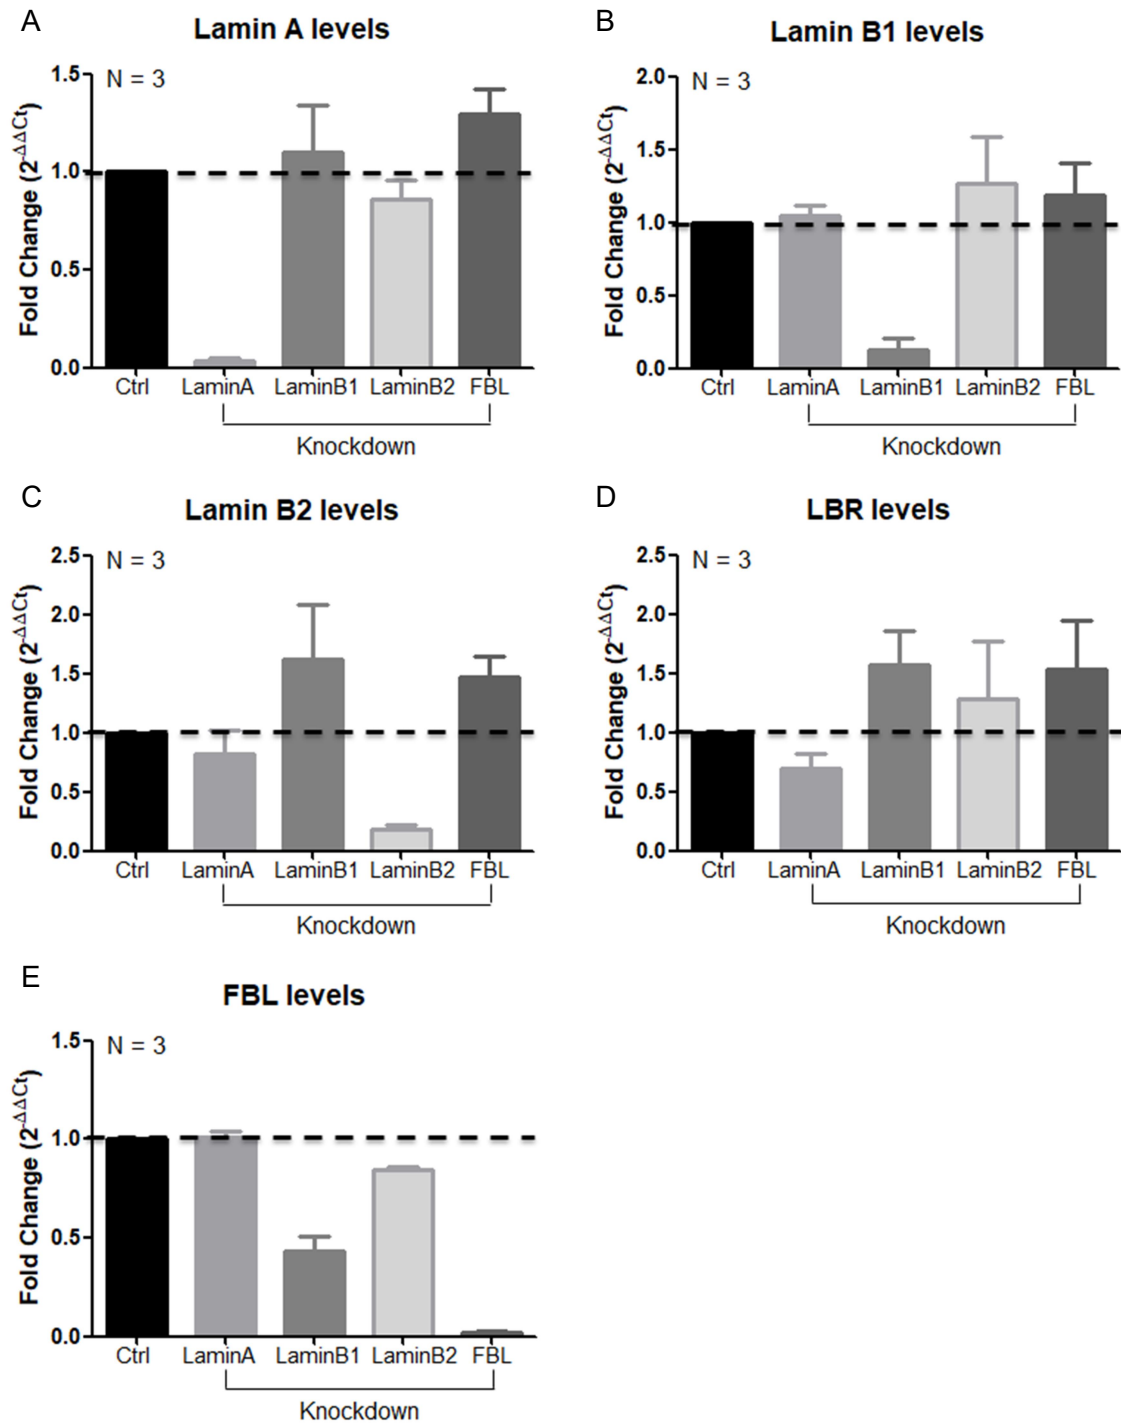 A
Lamin A levels
N = 3
Fold Change (2-ΔΔCt)
1.5
1.0
0.5
0.0
Ctrl LaminA LaminB1 LaminB2 FBL
Knockdown
B
Lamin B1 levels
N = 3
Fold Change (2-ΔΔCt)
2.0
1.5
1.0
0.5
0.0
Ctrl LaminA LaminB1 LaminB2 FBL
Knockdown
C
Lamin B2 levels
N = 3
Fold Change (2-ΔΔCt)
2.5
2.0
1.5
1.0
0.5
0.0
Ctrl LaminA LaminB1 LaminB2 FBL
Knockdown
D
LBR levels
N = 3
Fold Change (2-ΔΔCt)
2.5
2.0
1.5
1.0
0.5
0.0
Ctrl LaminA LaminB1 LaminB2 FBL
Knockdown
E
FBL levels
N = 3
Fold Change (2-ΔΔCt)
1.5
1.0
0.5
0.0
Ctrl LaminA LaminB1 LaminB2 FBL
Knockdown